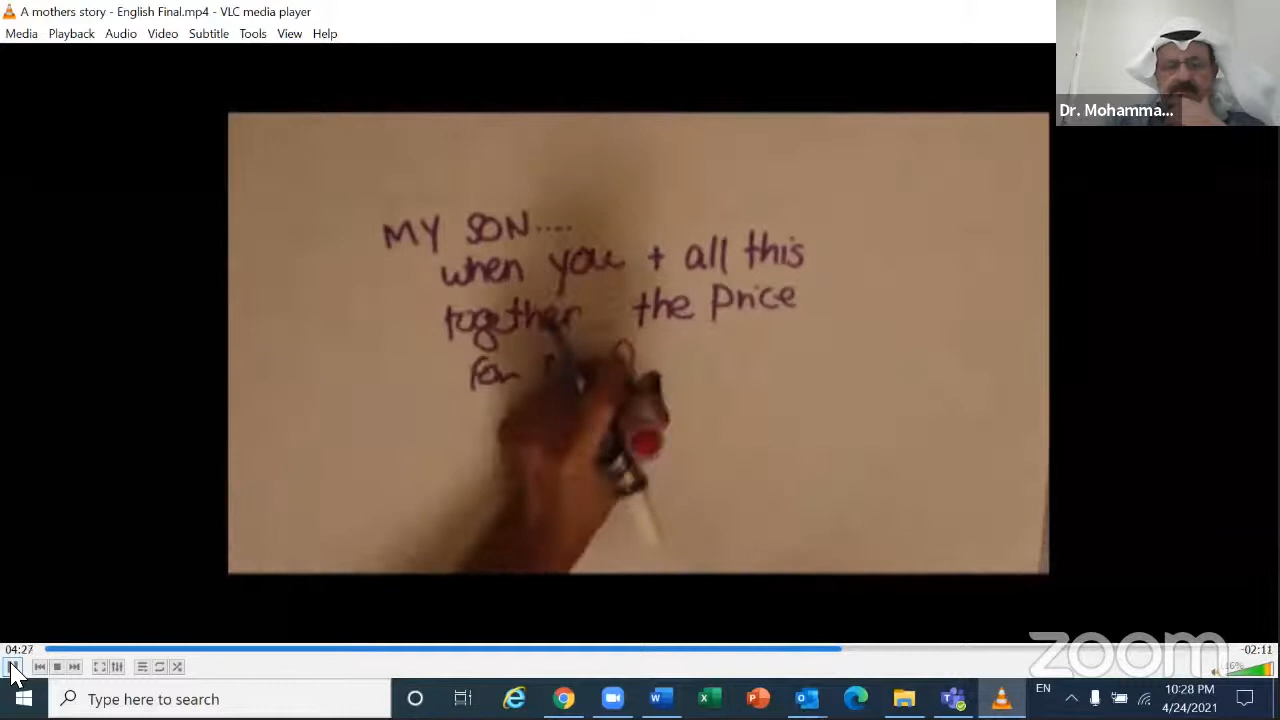 A mothers story - English Final.mp4 - VLC media player
Media Playback Audio Video Subtitle Tools View Help
Dr. Mohamma...
MY SON....
when you + all this
together the Price
for
04:27
-02:11
zoom
16%
Type here to search
EN
10:28 PM
4/24/2021